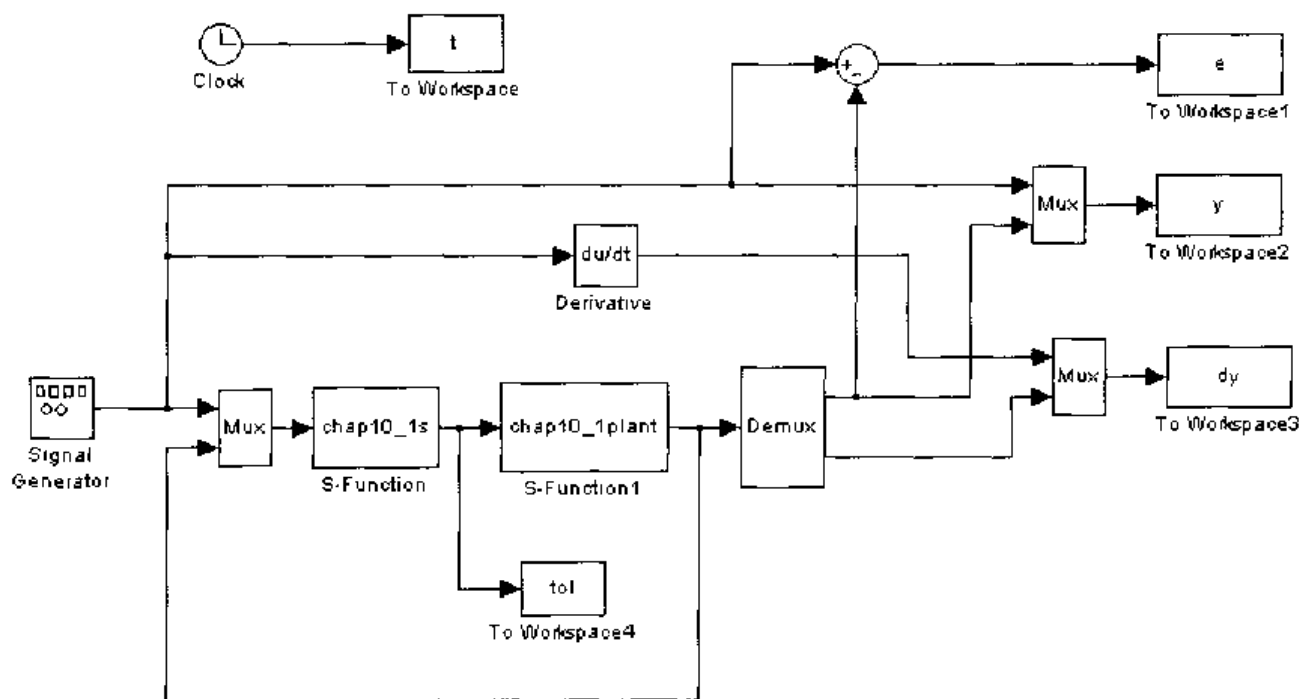 Clock
t
To Workspace
+
-
e
To Workspace1
Mux
y
To Workspace2
du/dt
Derivative
Mux
dy
To Workspace3
Signal
Generator
Mux
chap10_1s
S-Function
chap10_1plant
S-Function1
Demux
tol
To Workspace4